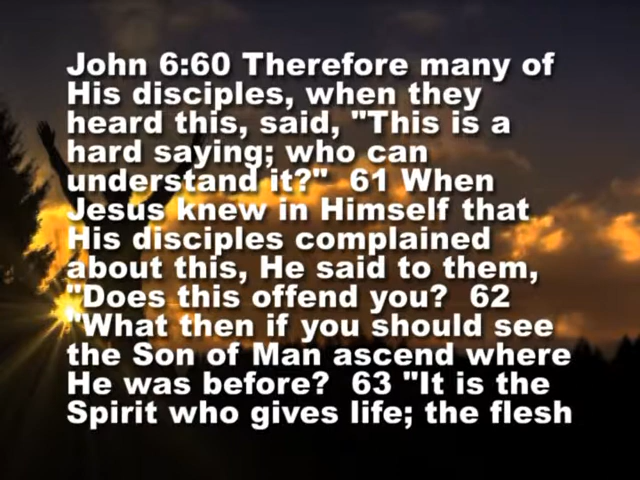 John 6:60 Therefore many of
His disciples, when they
heard this, said, "This is a
hard saying; who can
understand it?"  61 When
Jesus knew in Himself that
His disciples complained
about this, He said to them,
"Does this offend you?  62
"What then if you should see
the Son of Man ascend where
He was before?  63 "It is the
Spirit who gives life; the flesh